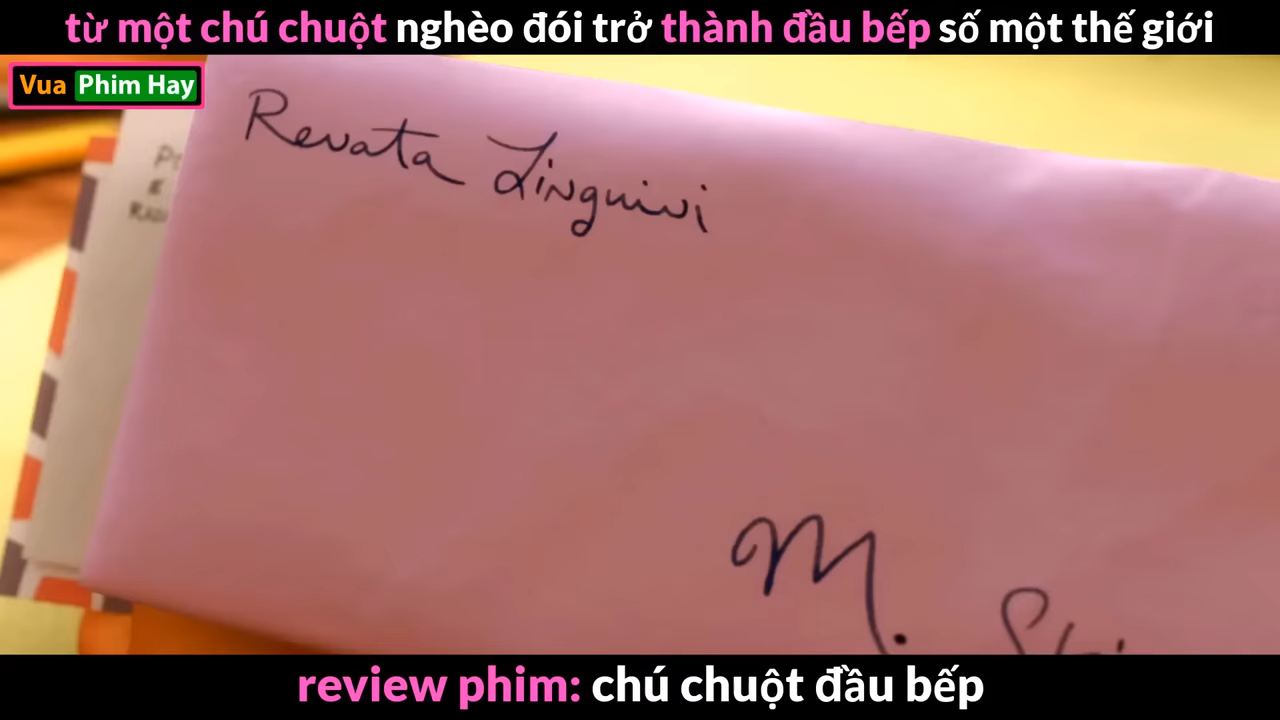 từ một chú chuột nghèo đói trở thành đầu bếp số một thế giới
Vua Phim Hay
Renata Linguini
M.
review phim: chú chuột đầu bếp